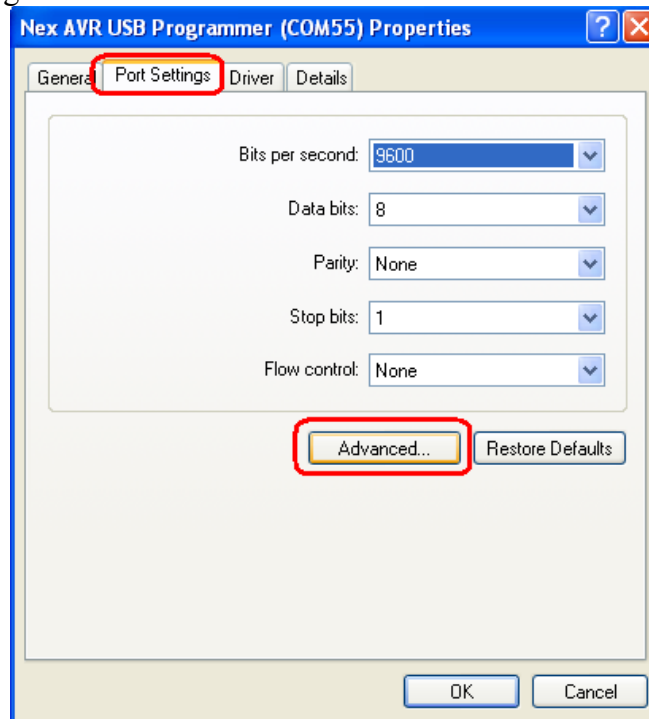 Nex AVR USB Programmer (COM55) Properties
General Port Settings Driver Details
Bits per second: 9600
Data bits: 8
Parity: None
Stop bits: 1
Flow control: None
Advanced... Restore Defaults
OK Cancel